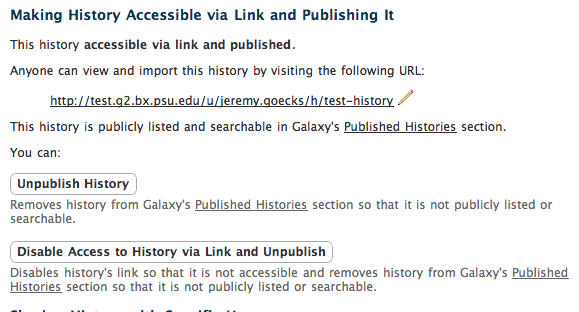 Making History Accessible via Link and Publishing It
This history accessible via link and published.
Anyone can view and import this history by visiting the following URL:
http://test.g2.bx.psu.edu/u/jeremy.goecks/h/test-history
This history is publicly listed and searchable in Galaxy's Published Histories section.
You can:
Unpublish History
Removes history from Galaxy's Published Histories section so that it is not publicly listed or
searchable.
Disable Access to History via Link and Unpublish
Disables history's link so that it is not accessible and removes history from Galaxy's Published
Histories section so that it is not publicly listed or searchable.